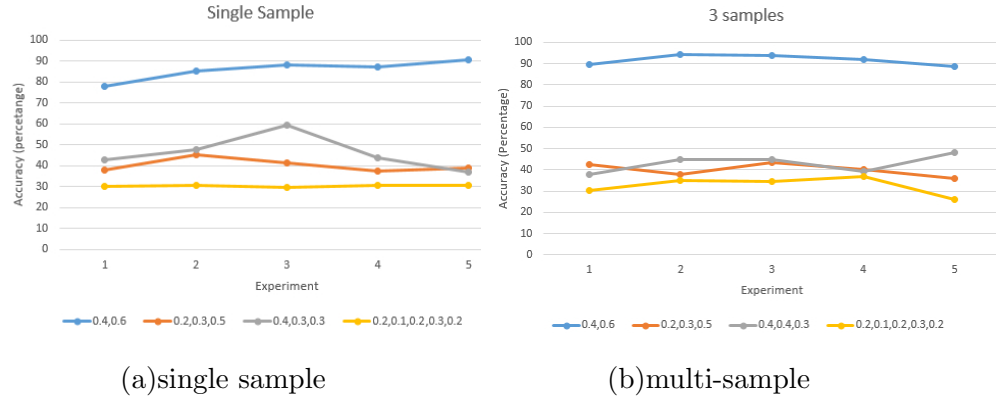 Single Sample
100
90
80
70
60
50
40
30
20
10
0
Accuracy (percetange)
1 2 3 4 5
Experiment
0.4,0.6 0.2,0.3,0.5 0.4,0.3,0.3 0.2,0.1,0.2,0.3,0.2
(a)single sample
3 samples
100
90
80
70
60
50
40
30
20
10
0
Accuracy (Percentage)
1 2 3 4 5
Experiment
0.4,0.6 0.2,0.3,0.5 0.4,0.4,0.3 0.2,0.1,0.2,0.3,0.2
(b)multi-sample